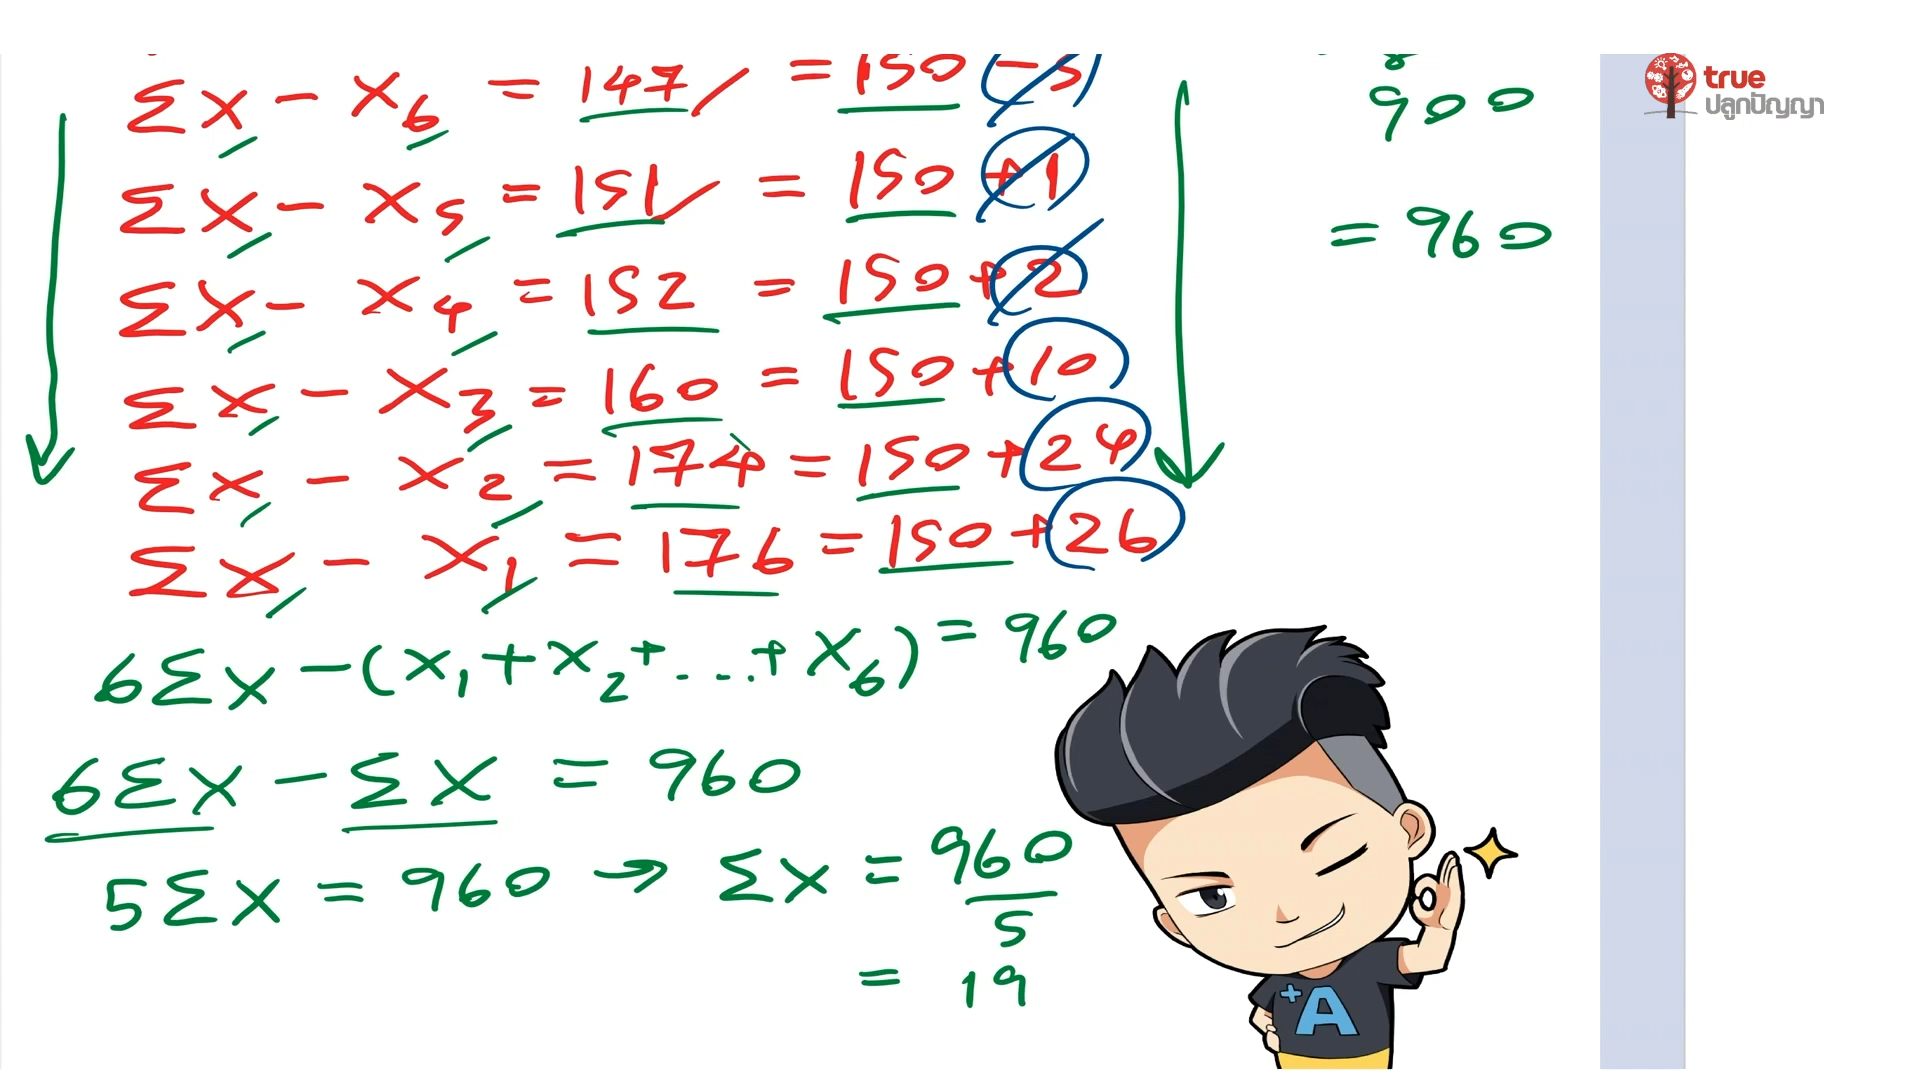 Σx - x₆ = 147 = 150 - 3
Σx - x₅ = 151 = 150 + 1
Σx - x₄ = 152 = 150 + 2
Σx - x₃ = 160 = 150 + 10
Σx - x₂ = 174 = 150 + 24
Σx - x₁ = 176 = 150 + 26
6Σx - (x₁ + x₂ + ... + x₆) = 960
6Σx - Σx = 960
5Σx = 960 → Σx = 960/5
= 19
900
= 960
true
ปลูกปัญญา
+A